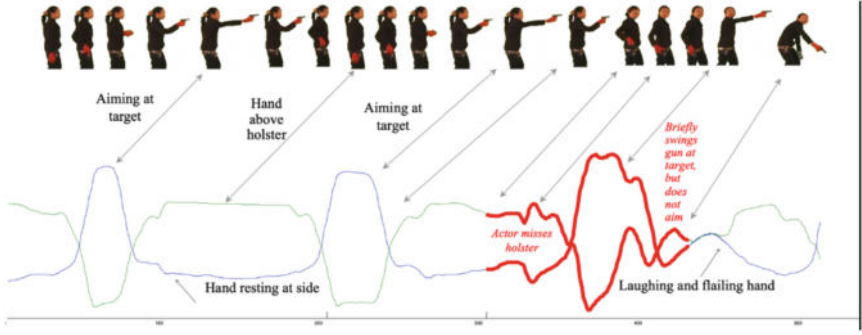 Aiming at
target
Hand
above
holster
Aiming at
target
Briefly
swings
gun at
target,
but
does
not
aim
Actor misses
holster
Hand resting at side
Laughing and flailing hand